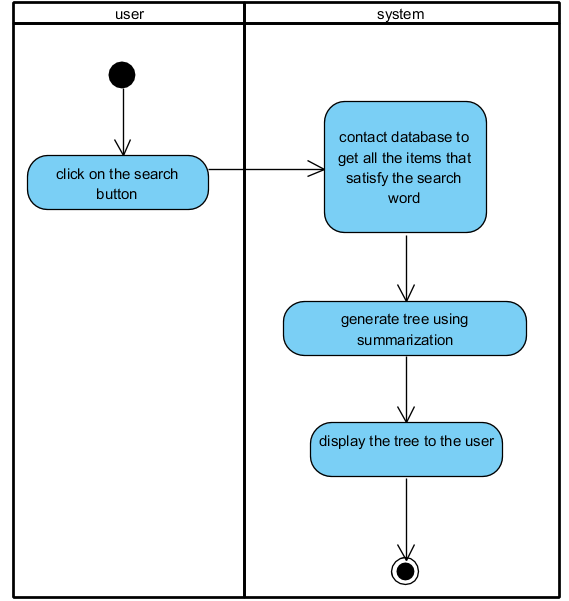 user
system
click on the search
button
contact database to
get all the items that
satisfy the search
word
generate tree using
summarization
display the tree to the user